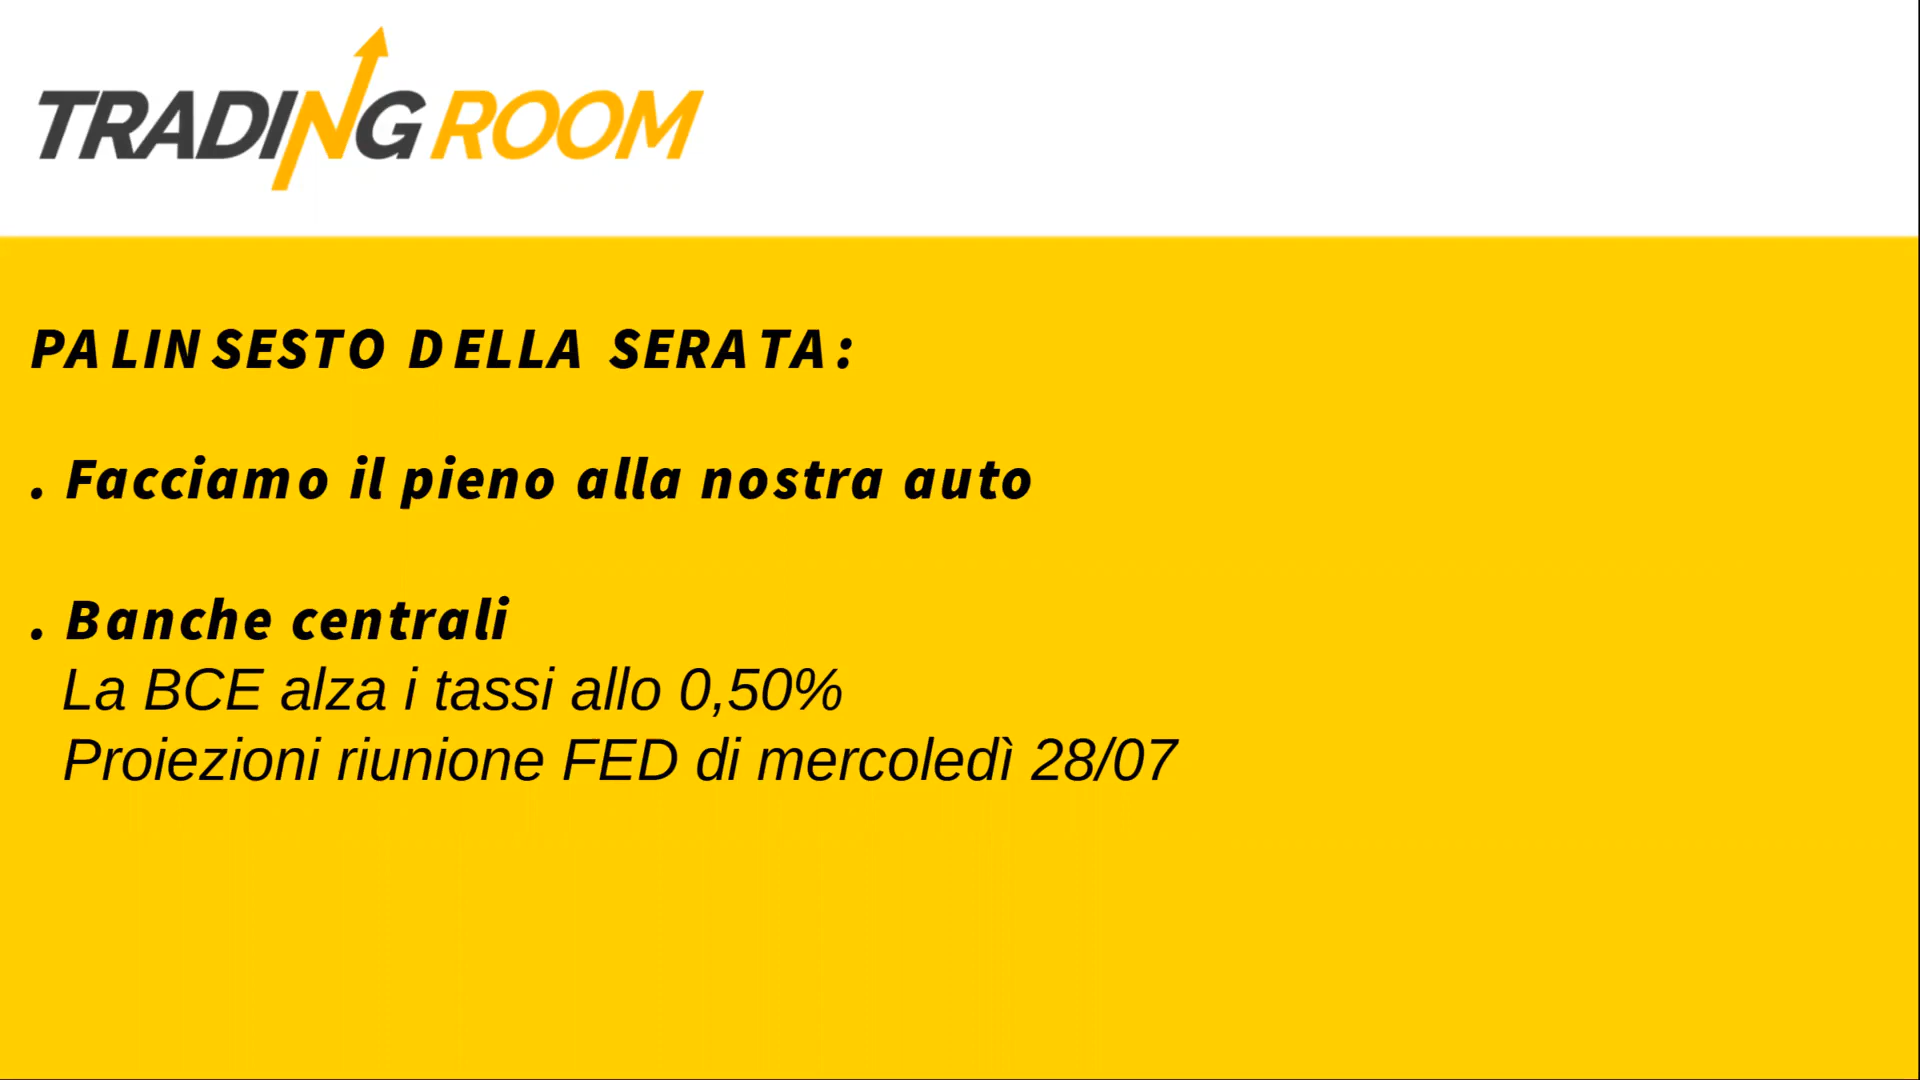 TRADING ROOM
PALINSESTO DELLA SERATA:
. Facciamo il pieno alla nostra auto
. Banche centrali
La BCE alza i tassi allo 0,50%
Proiezioni riunione FED di mercoledì 28/07